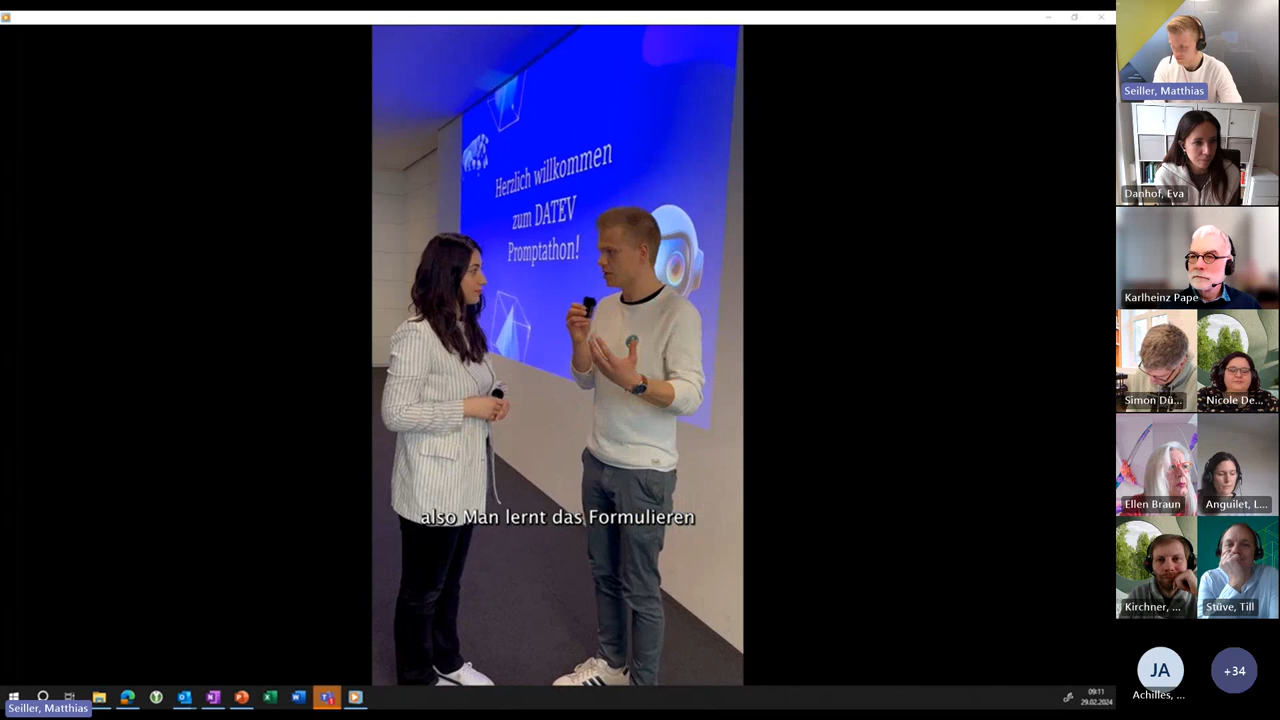 Herzlich willkommen
zum DATEV
Promptathon!
also Man lernt das Formulieren
Seiller, Matthias
Danhof, Eva
Karlheinz Pape
Simon Dü...
Nicole De...
Ellen Braun
Anguilet, L...
Kirchner, ...
Stüve, Till
JA
Achilles, ...
+34
Seiller, Matthias
09:11
29.02.2024